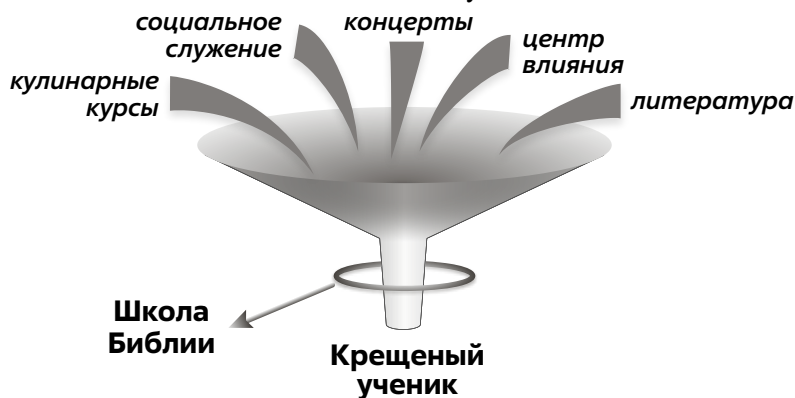 социальное
служение
концерты
центр
влияния
кулинарные
курсы
литература
Школа
Библии
Крещеный
ученик